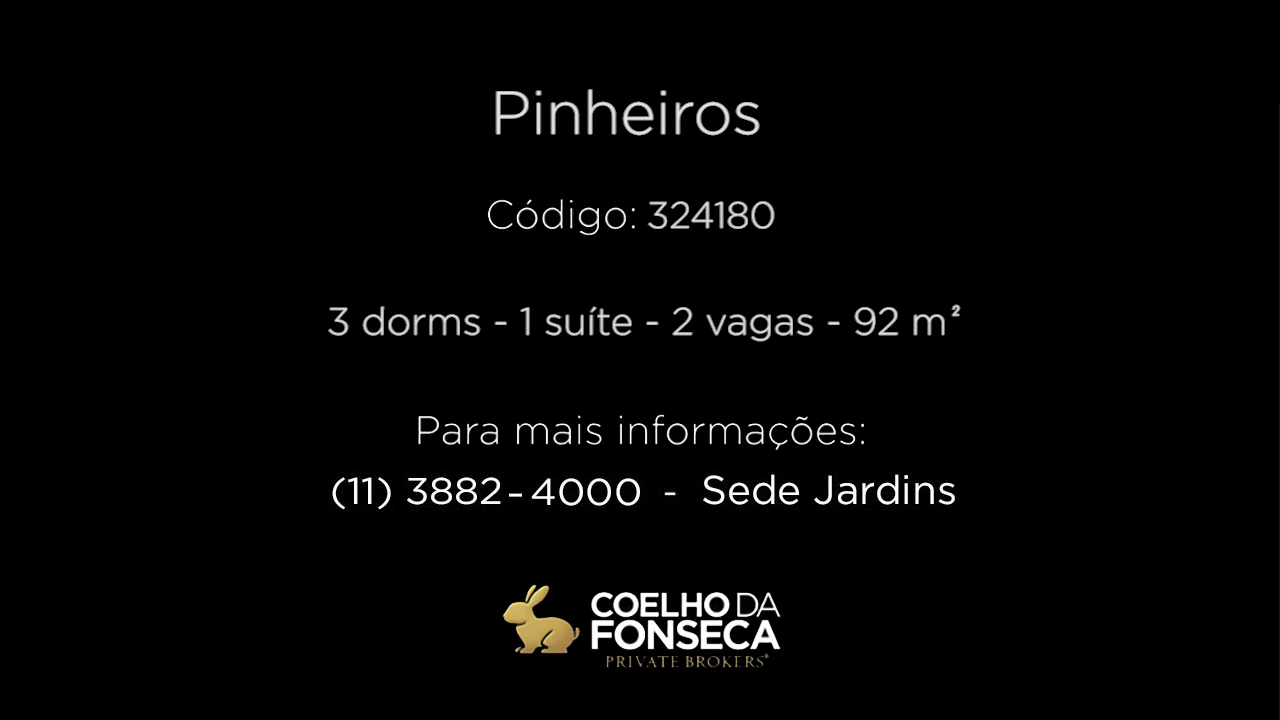 Pinheiros
Código: 324180
3 dorms - 1 suíte - 2 vagas - 92 m²
Para mais informações:
(11) 3882-4000 - Sede Jardins
COELHO DA
FONSECA
PRIVATE BROKERS®